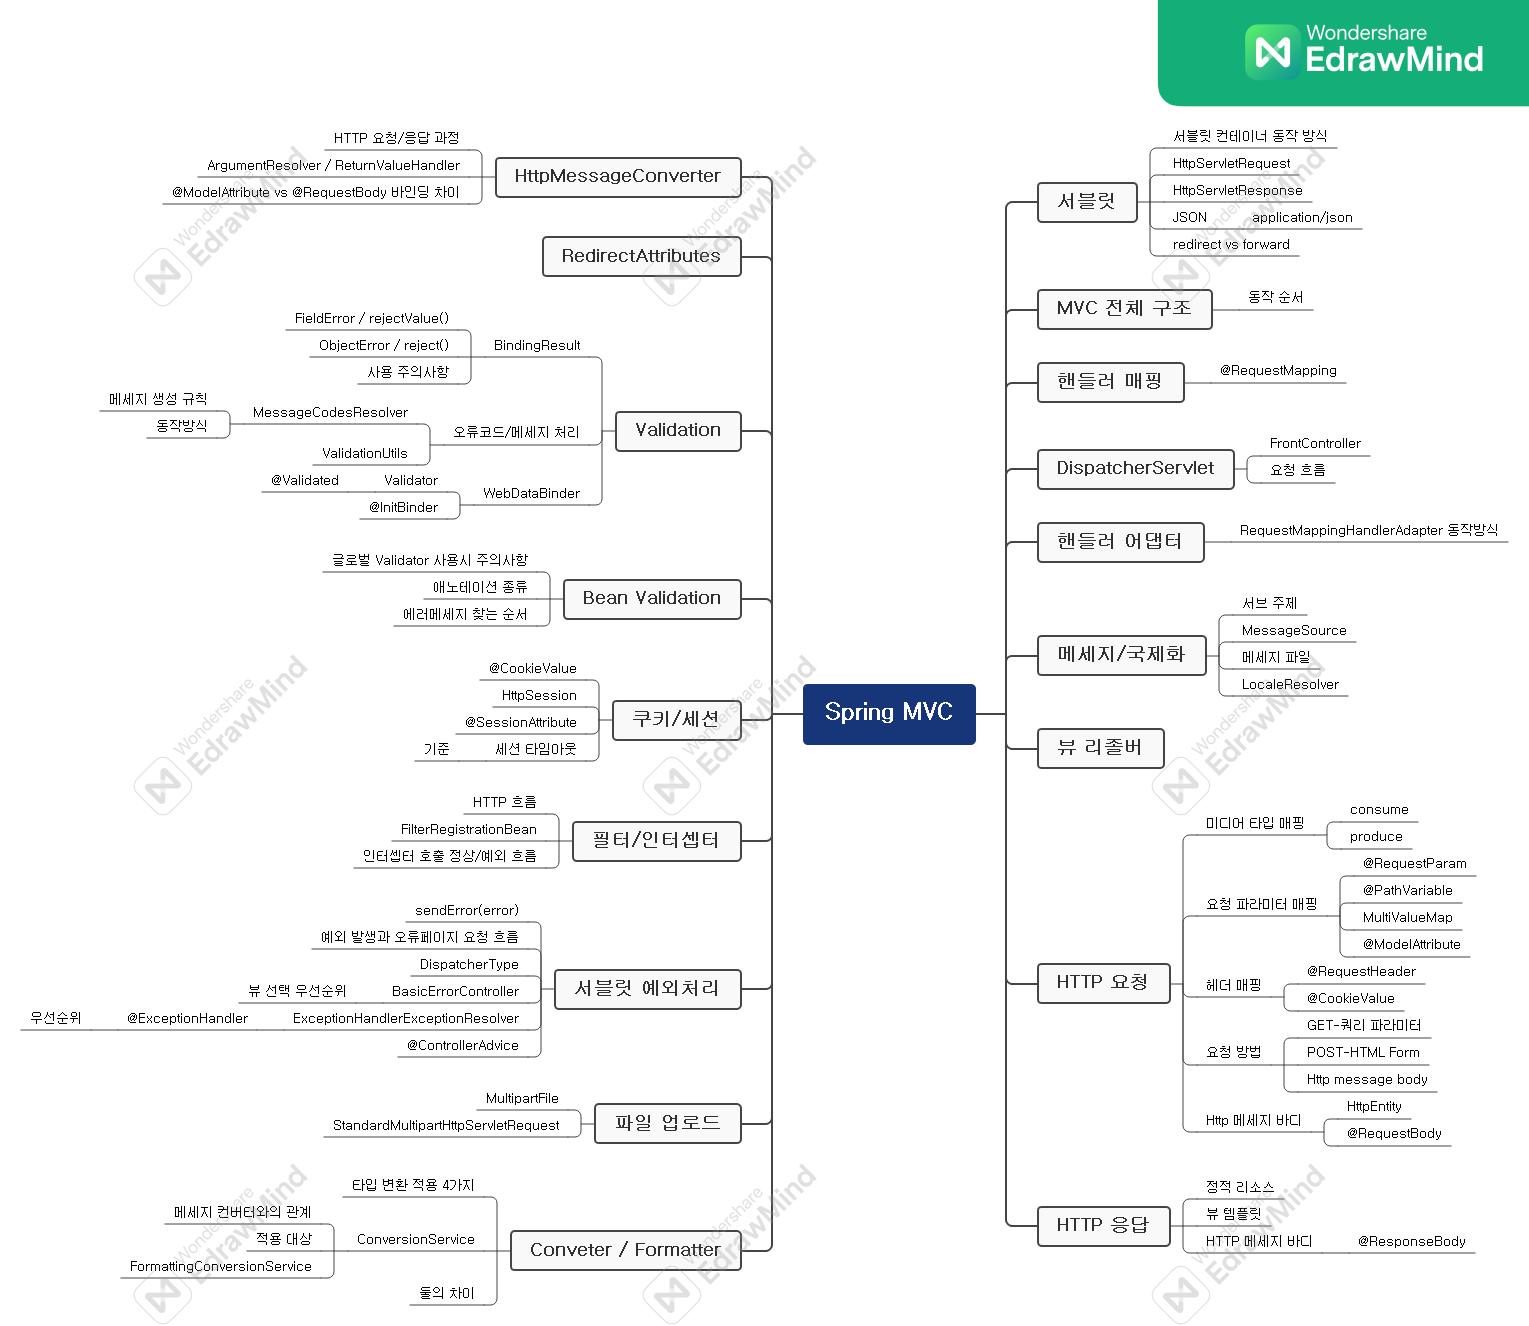 Wondershare
EdrawMind
Spring MVC
HttpMessageConverter
HTTP 요청/응답 과정
ArgumentResolver / ReturnValueHandler
@ModelAttribute vs @RequestBody 바인딩 차이
RedirectAttributes
Validation
BindingResult
FieldError / rejectValue()
ObjectError / reject()
사용 주의사항
오류코드/메세지 처리
MessageCodesResolver
메세지 생성 규칙
동작방식
ValidationUtils
WebDataBinder
Validator
@Validated
@InitBinder
Bean Validation
글로벌 Validator 사용시 주의사항
애노테이션 종류
에러메세지 찾는 순서
쿠키/세션
@CookieValue
HttpSession
@SessionAttribute
세션 타임아웃
기준
필터/인터셉터
HTTP 흐름
FilterRegistrationBean
인터셉터 호출 정상/예외 흐름
서블릿 예외처리
sendError(error)
예외 발생과 오류페이지 요청 흐름
DispatcherType
BasicErrorController
뷰 선택 우선순위
ExceptionHandlerExceptionResolver
@ExceptionHandler
우선순위
@ControllerAdvice
파일 업로드
MultipartFile
StandardMultipartHttpServletRequest
Conveter / Formatter
타입 변환 적용 4가지
ConversionService
메세지 컨버터와의 관계
적용 대상
FormattingConversionService
둘의 차이
서블릿
서블릿 컨테이너 동작 방식
HttpServletRequest
HttpServletResponse
JSON
application/json
redirect vs forward
MVC 전체 구조
동작 순서
핸들러 매핑
@RequestMapping
DispatcherServlet
FrontController
요청 흐름
핸들러 어댑터
RequestMappingHandlerAdapter 동작방식
메세지/국제화
서브 주제
MessageSource
메세지 파일
LocaleResolver
뷰 리졸버
HTTP 요청
미디어 타입 매핑
consume
produce
요청 파라미터 매핑
@RequestParam
@PathVariable
MultiValueMap
@ModelAttribute
헤더 매핑
@RequestHeader
@CookieValue
요청 방법
GET-쿼리 파라미터
POST-HTML Form
Http message body
Http 메세지 바디
HttpEntity
@RequestBody
HTTP 응답
정적 리소스
뷰 템플릿
HTTP 메세지 바디
@ResponseBody
Wondershare
EdrawMind
Wondershare
EdrawMind
Wondershare
EdrawMind
Wondershare
EdrawMind
Wondershare
EdrawMind
Wondershare
EdrawMind
Wondershare
EdrawMind
Wondershare
EdrawMind
Wondershare
EdrawMind